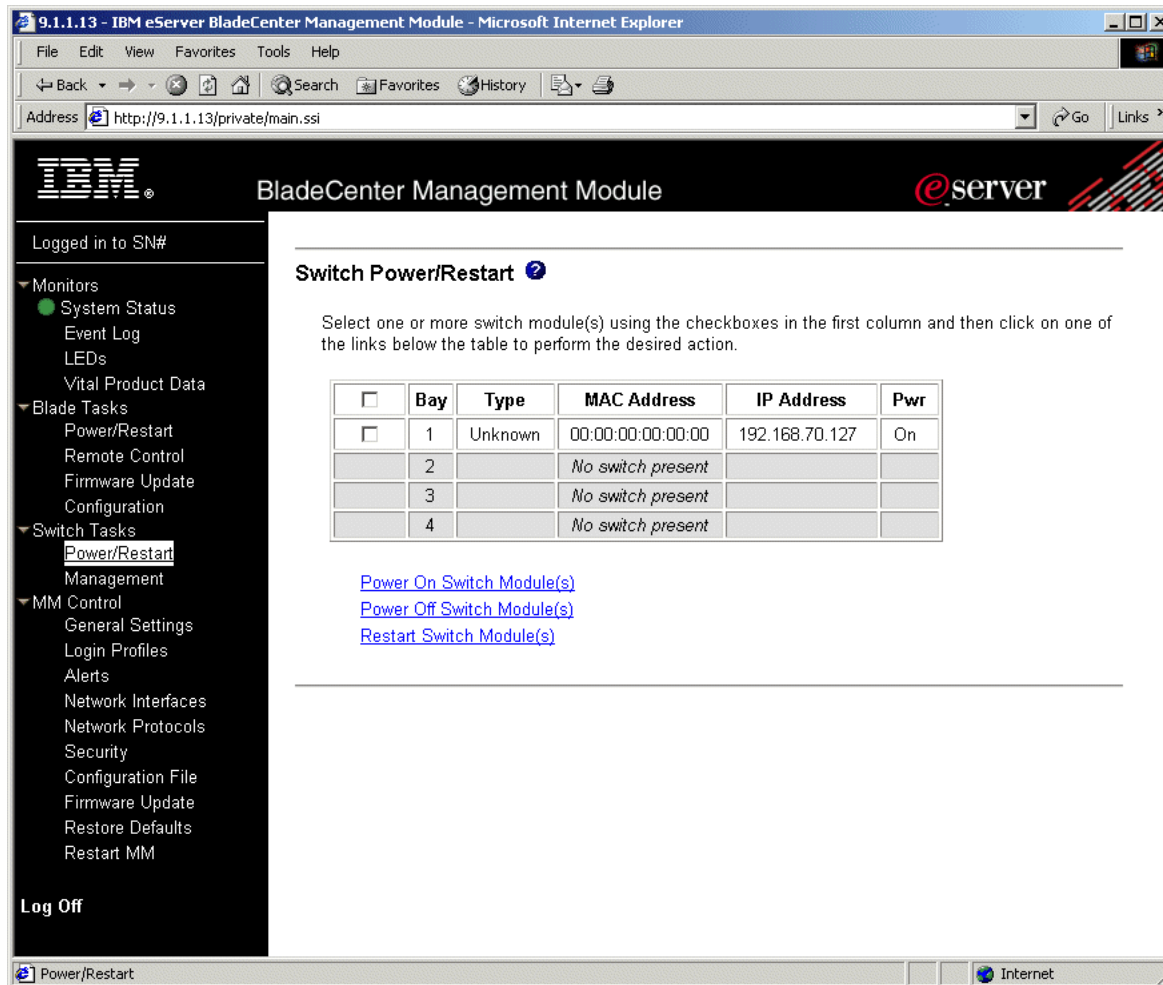 9.1.1.13 - IBM eServer BladeCenter Management Module - Microsoft Internet Explorer
File Edit View Favorites Tools Help
Back Search Favorites History
Address http://9.1.1.13/private/main.ssi Go Links
IBM® BladeCenter Management Module eserver
Logged in to SN#
Monitors
System Status
Event Log
LEDs
Vital Product Data
Blade Tasks
Power/Restart
Remote Control
Firmware Update
Configuration
Switch Tasks
Power/Restart
Management
MM Control
General Settings
Login Profiles
Alerts
Network Interfaces
Network Protocols
Security
Configuration File
Firmware Update
Restore Defaults
Restart MM
Log Off
Switch Power/Restart ?
Select one or more switch module(s) using the checkboxes in the first column and then click on one of
the links below the table to perform the desired action.
Bay Type MAC Address IP Address Pwr
1 Unknown 00:00:00:00:00:00 192.168.70.127 On
2 No switch present
3 No switch present
4 No switch present
Power On Switch Module(s)
Power Off Switch Module(s)
Restart Switch Module(s)
Power/Restart Internet